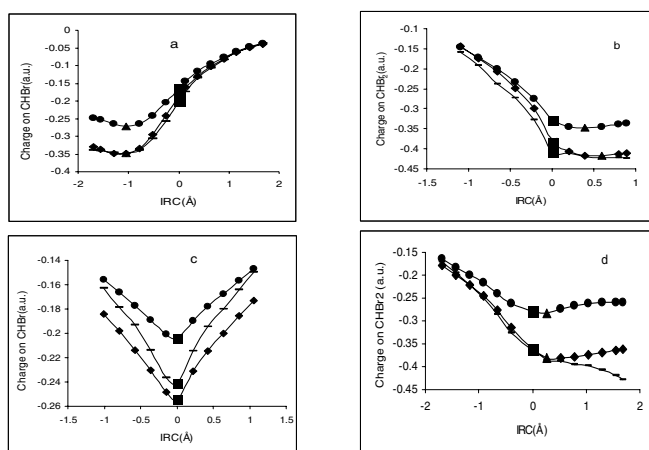 a
0
-0.05
-0.1
-0.15
-0.2
-0.25
-0.3
-0.35
-0.4
-2 -1 0 1 2
Charge on CHBr(a.u.)
IRC(Å)
b
-0.1
-0.15
-0.2
-0.25
-0.3
-0.35
-0.4
-0.45
-1.5 -1 -0.5 0 0.5 1
Charge on CHBr2(a.u.)
IRC(Å)
c
-0.14
-0.16
-0.18
-0.2
-0.22
-0.24
-0.26
-1.5 -1 -0.5 0 0.5 1 1.5
Charge on CHBr(a.u.)
IRC(Å)
d
-0.15
-0.2
-0.25
-0.3
-0.35
-0.4
-0.45
-2 -1 0 1 2
Charge on CHBr2 (a.u.)
IRC(Å)